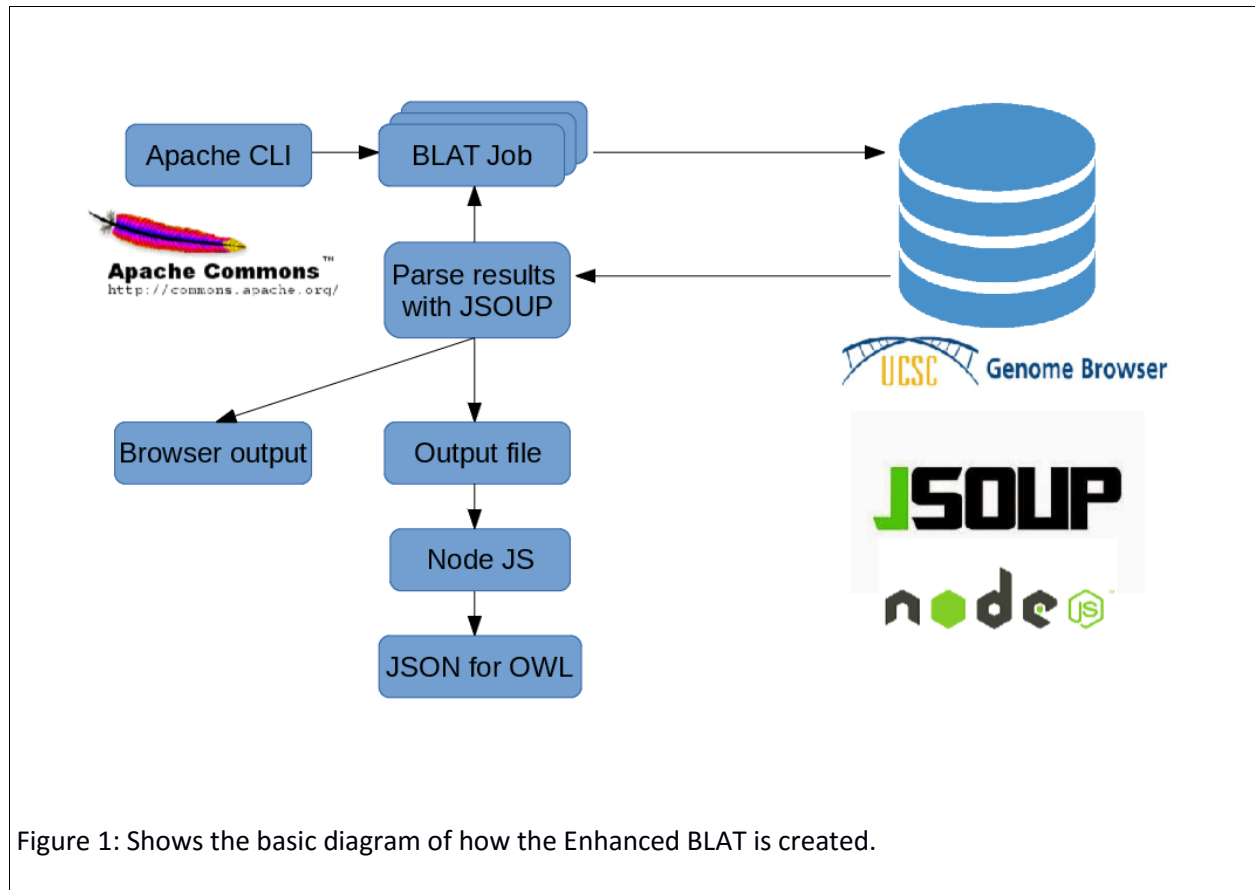 Apache CLI
BLAT Job
Apache Commons™
http://commons.apache.org/
Parse results
with JSOUP
UCSC Genome Browser
Browser output
Output file
JSOUP
Node JS
node JS™
JSON for OWL
Figure 1: Shows the basic diagram of how the Enhanced BLAT is created.